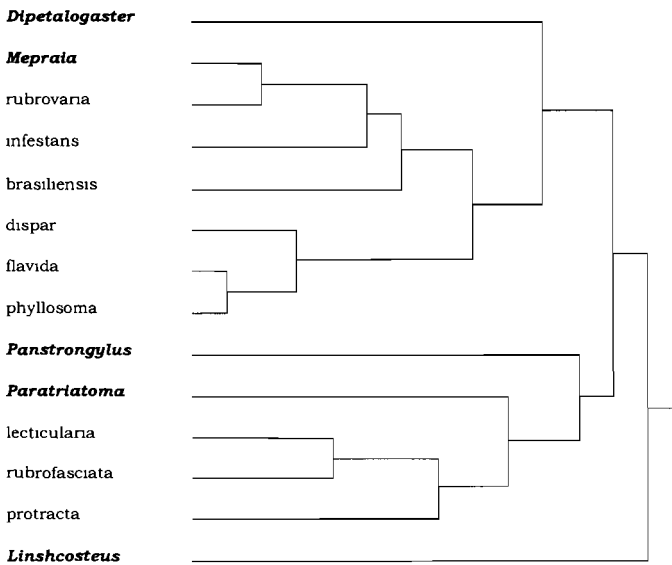 Dipetalogaster
Mepraia
rubrovaria
infestans
brasiliensis
dispar
flavida
phyllosoma
Panstrongylus
Paratriatoma
lecticularia
rubrofasciata
protracta
Linshcosteus